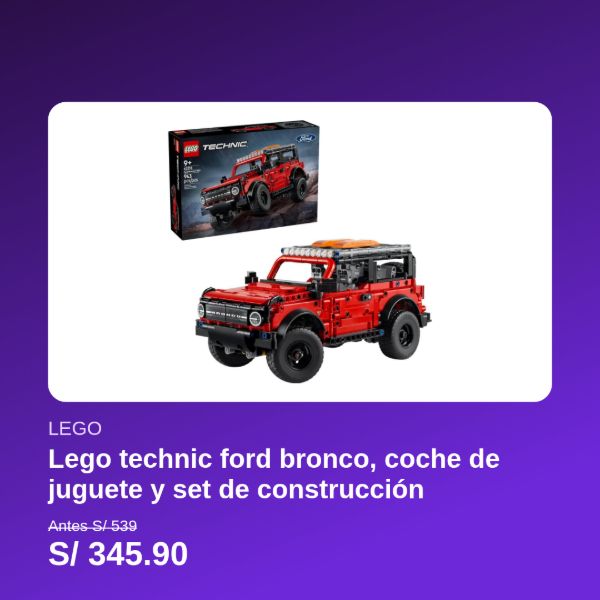 LEGO
TECHNIC
Ford
9+
BRONCO
LEGO
Lego technic ford bronco, coche de
juguete y set de construcción
Antes S/ 539
S/ 345.90